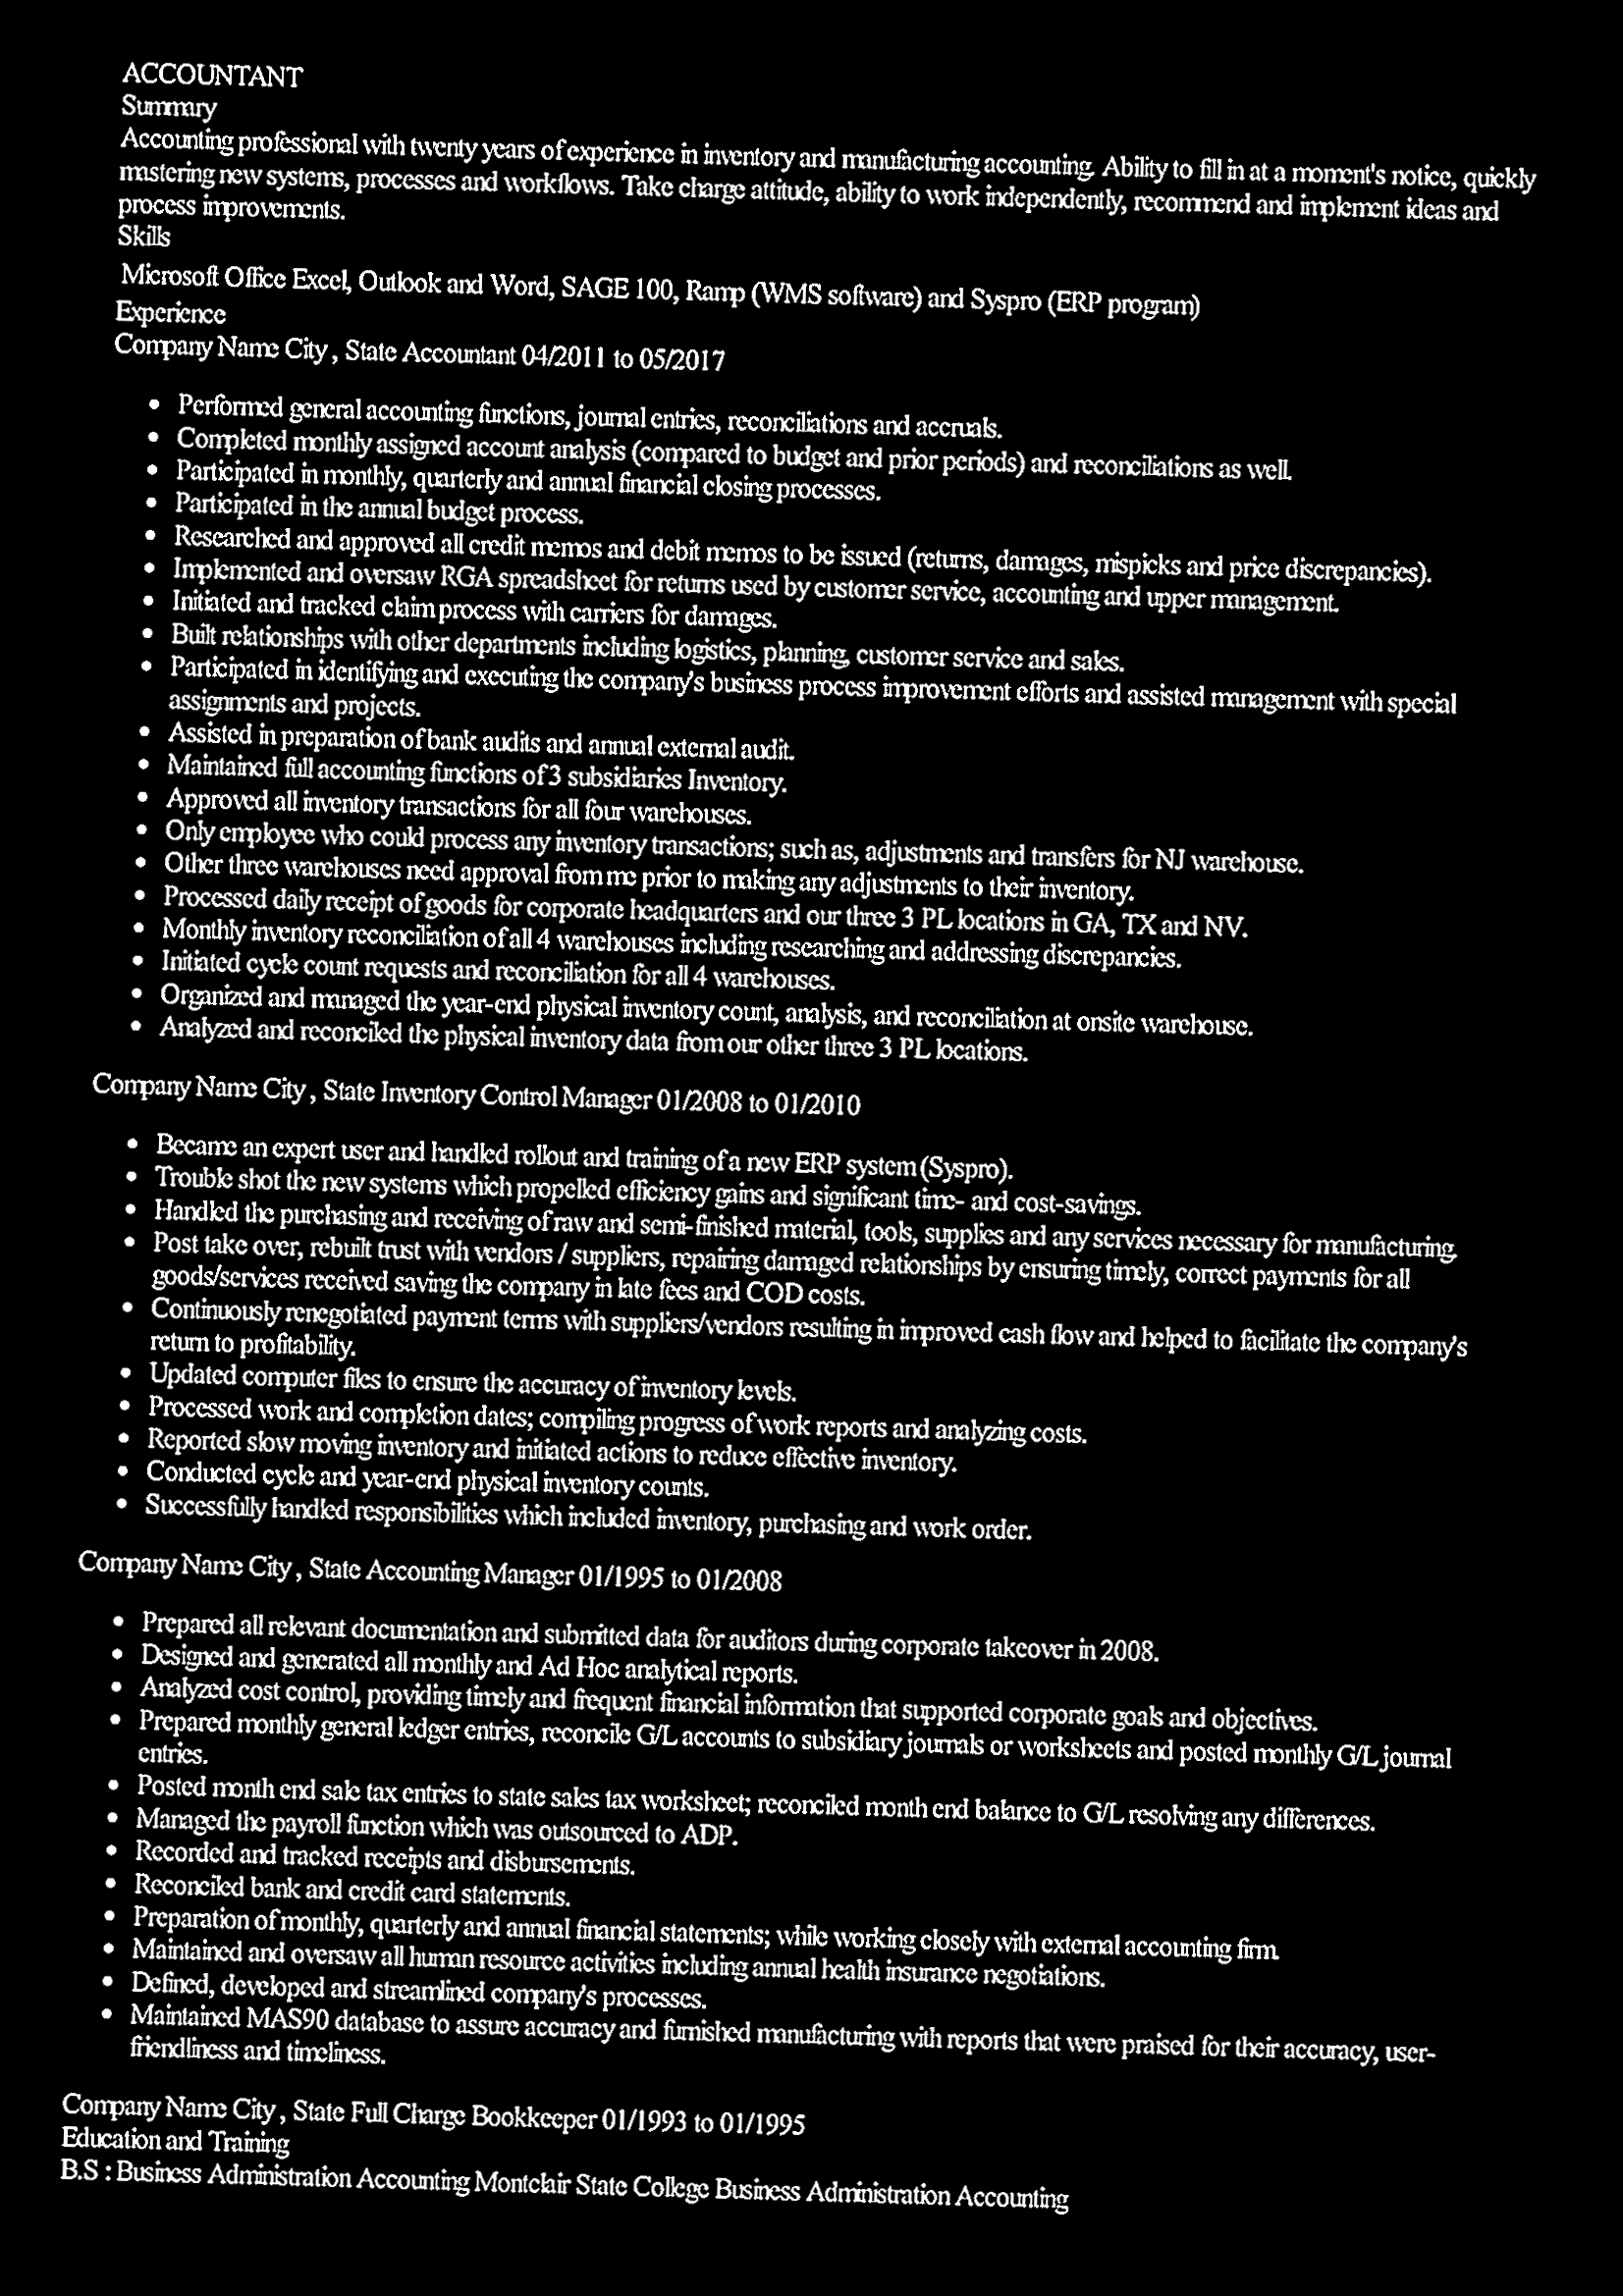 ACCOUNTANT
Summary
Accounting professional with twenty years of experience in inventory and manufacturing accounting. Ability to fill in at a moment's notice, quickly
mastering new systems, processes and workflows. Take charge attitude, ability to work independently, recommend and implement ideas and
process improvements.
Skills
Microsoft Office Excel, Outlook and Word, SAGE 100, Ramp (WMS software) and Syspro (ERP program)
Experience
Company Name City , State Accountant 04/2011 to 05/2017
• Performed general accounting functions, journal entries, reconciliations and accruals.
• Completed monthly assigned account analysis (compared to budget and prior periods) and reconciliations as well.
• Participated in monthly, quarterly and annual financial closing processes.
• Participated in the annual budget process.
• Researched and approved all credit memos and debit memos to be issued (returns, damages, mispicks and price discrepancies).
• Implemented and oversaw RGA spreadsheet for returns used by customer service, accounting and upper management.
• Initiated and tracked claim process with carriers for damages.
• Built relationships with other departments including logistics, planning, customer service and sales.
• Participated in identifying and executing the company's business process improvement efforts and assisted management with special
assignments and projects.
• Assisted in preparation of bank audits and annual external audit.
• Maintained full accounting functions of 3 subsidiaries Inventory.
• Approved all inventory transactions for all four warehouses.
• Only employee who could process any inventory transactions; such as, adjustments and transfers for NJ warehouse.
• Other three warehouses need approval from me prior to making any adjustments to their inventory.
• Processed daily receipt of goods for corporate headquarters and our three 3 PL locations in GA, TX and NV.
• Monthly inventory reconciliation of all 4 warehouses including researching and addressing discrepancies.
• Initiated cycle count requests and reconciliation for all 4 warehouses.
• Organized and managed the year-end physical inventory count, analysis, and reconciliation at onsite warehouse.
• Analyzed and reconciled the physical inventory data from our other three 3 PL locations.
Company Name City , State Inventory Control Manager 01/2008 to 01/2010
• Became an expert user and handled rollout and training of a new ERP system (Syspro).
• Trouble shot the new systems which propelled efficiency gains and significant time- and cost-savings.
• Handled the purchasing and receiving of raw and semi-finished material, tools, supplies and any services necessary for manufacturing.
• Post take over, rebuilt trust with vendors / suppliers, repairing damaged relationships by ensuring timely, correct payments for all
goods/services received saving the company in late fees and COD costs.
• Continuously renegotiated payment terms with suppliers/vendors resulting in improved cash flow and helped to facilitate the company's
return to profitability.
• Updated computer files to ensure the accuracy of inventory levels.
• Processed work and completion dates; compiling progress of work reports and analyzing costs.
• Reported slow moving inventory and initiated actions to reduce effective inventory.
• Conducted cycle and year-end physical inventory counts.
• Successfully handled responsibilities which included inventory, purchasing and work order.
Company Name City , State Accounting Manager 01/1995 to 01/2008
• Prepared all relevant documentation and submitted data for auditors during corporate takeover in 2008.
• Designed and generated all monthly and Ad Hoc analytical reports.
• Analyzed cost control, providing timely and frequent financial information that supported corporate goals and objectives.
• Prepared monthly general ledger entries, reconcile G/L accounts to subsidiary journals or worksheets and posted monthly G/L journal
entries.
• Posted month end sale tax entries to state sales tax worksheet; reconciled month end balance to G/L resolving any differences.
• Managed the payroll function which was outsourced to ADP.
• Recorded and tracked receipts and disbursements.
• Reconciled bank and credit card statements.
• Preparation of monthly, quarterly and annual financial statements; while working closely with external accounting firm.
• Maintained and oversaw all human resource activities including annual health insurance negotiations.
• Defined, developed and streamlined company's processes.
• Maintained MAS90 database to assure accuracy and furnished manufacturing with reports that were praised for their accuracy, user-
friendliness and timeliness.
Company Name City , State Full Charge Bookkeeper 01/1993 to 01/1995
Education and Training
B.S : Business Administration Accounting Montclair State College Business Administration Accounting